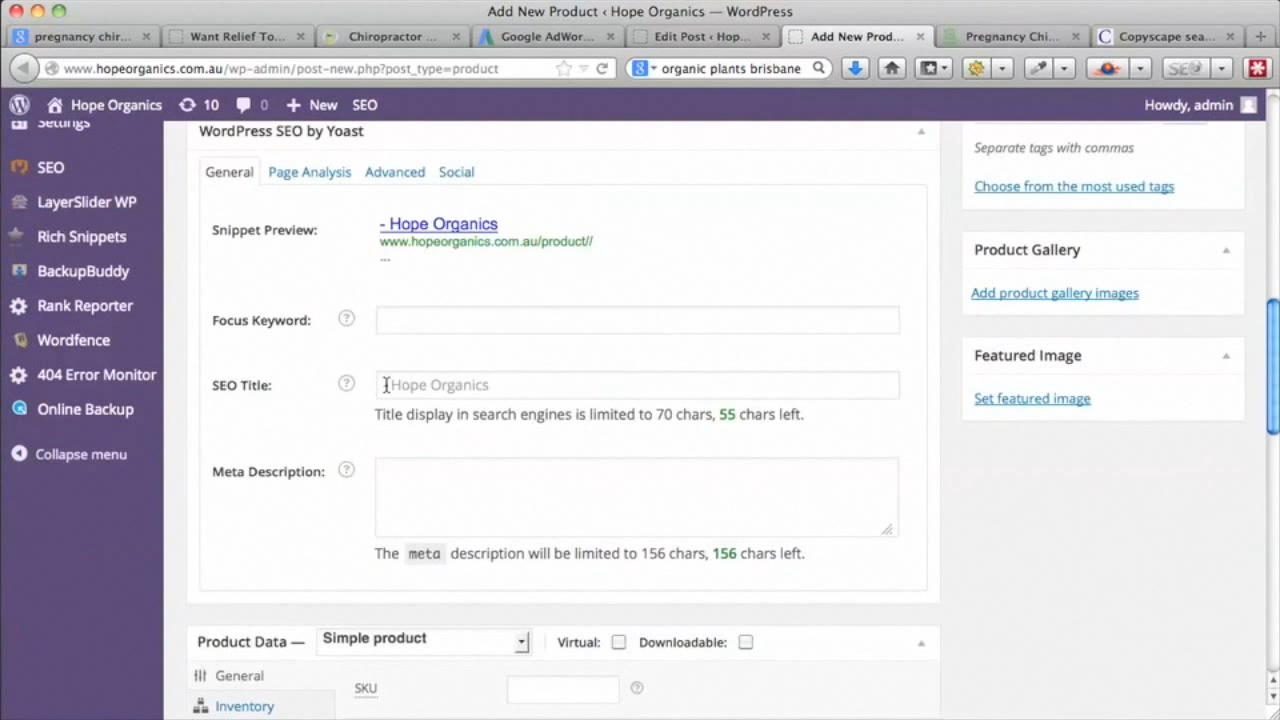 Add New Product ‹ Hope Organics — WordPress
pregnancy chir...
Want Relief To...
Chiropractor ...
Google AdWor...
Edit Post ‹ Hop...
Add New Prod...
Pregnancy Chi...
Copyscape sea...
www.hopeorganics.com.au/wp-admin/post-new.php?post_type=product
organic plants brisbane
SEO
Hope Organics
10
0
New
SEO
Howdy, admin
Settings
SEO
LayerSlider WP
Rich Snippets
BackupBuddy
Rank Reporter
Wordfence
404 Error Monitor
Online Backup
Collapse menu
WordPress SEO by Yoast
General
Page Analysis
Advanced
Social
Snippet Preview:
- Hope Organics
www.hopeorganics.com.au/product//
...
Focus Keyword:
SEO Title:
Hope Organics
Title display in search engines is limited to 70 chars, 55 chars left.
Meta Description:
The meta description will be limited to 156 chars, 156 chars left.
Product Data —
Simple product
Virtual:
Downloadable:
General
SKU
Inventory
Separate tags with commas
Choose from the most used tags
Product Gallery
Add product gallery images
Featured Image
Set featured image